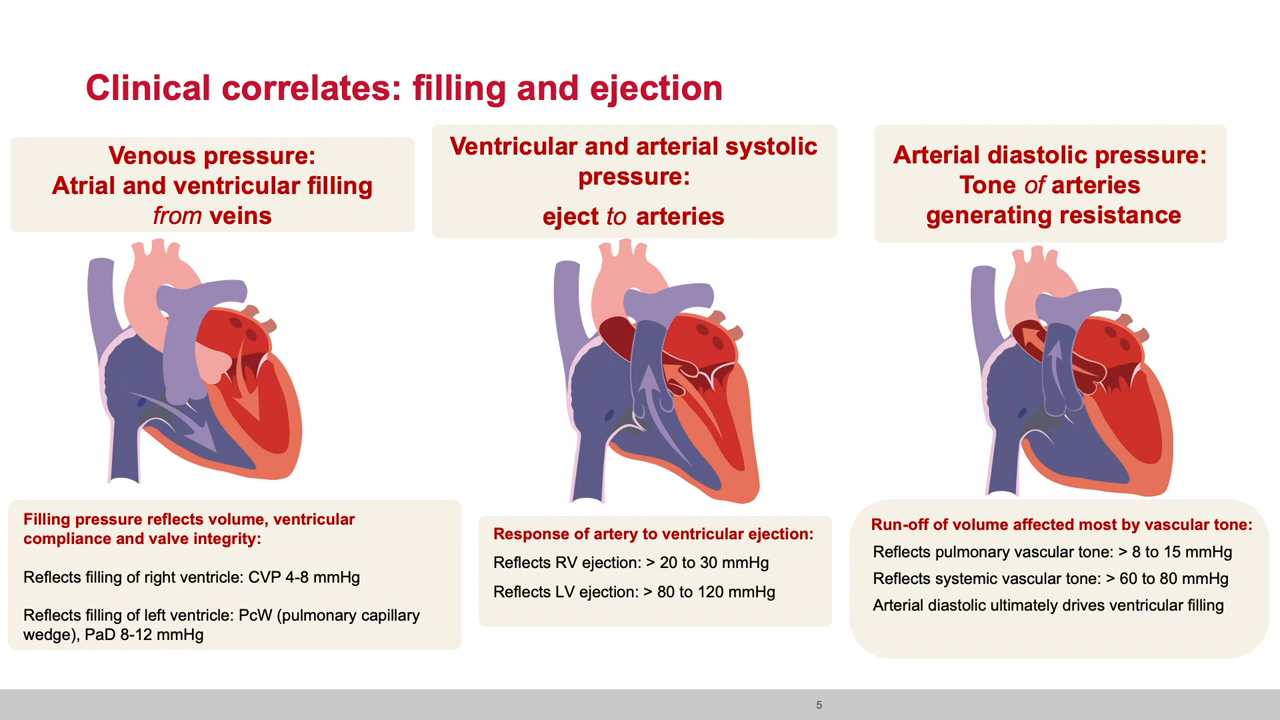 Clinical correlates: filling and ejection
Venous pressure:
Atrial and ventricular filling
from veins
Ventricular and arterial systolic
pressure:
eject to arteries
Arterial diastolic pressure:
Tone of arteries
generating resistance
Filling pressure reflects volume, ventricular
compliance and valve integrity:
Reflects filling of right ventricle: CVP 4-8 mmHg
Reflects filling of left ventricle: PcW (pulmonary capillary
wedge), PaD 8-12 mmHg
Response of artery to ventricular ejection:
Reflects RV ejection: > 20 to 30 mmHg
Reflects LV ejection: > 80 to 120 mmHg
Run-off of volume affected most by vascular tone:
Reflects pulmonary vascular tone: > 8 to 15 mmHg
Reflects systemic vascular tone: > 60 to 80 mmHg
Arterial diastolic ultimately drives ventricular filling
5